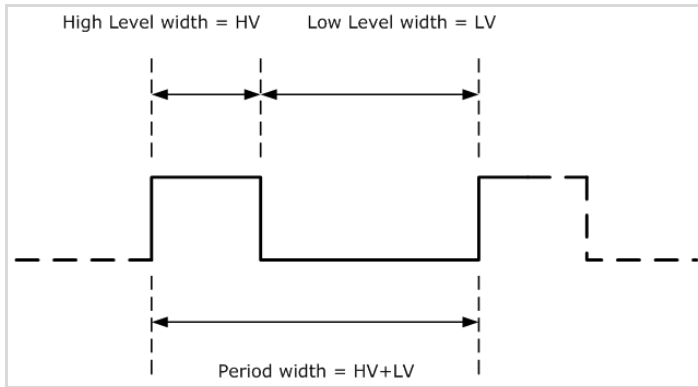 High Level width = HV
Low Level width = LV
Period width = HV+LV